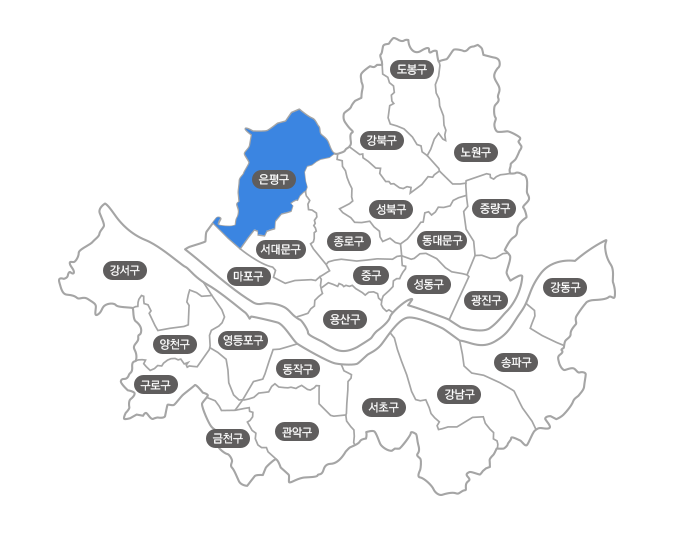 도봉구
강북구
노원구
은평구
성북구
중랑구
종로구
동대문구
서대문구
강서구
마포구
중구
성동구
강동구
광진구
용산구
양천구
영등포구
동작구
송파구
구로구
강남구
서초구
금천구
관악구